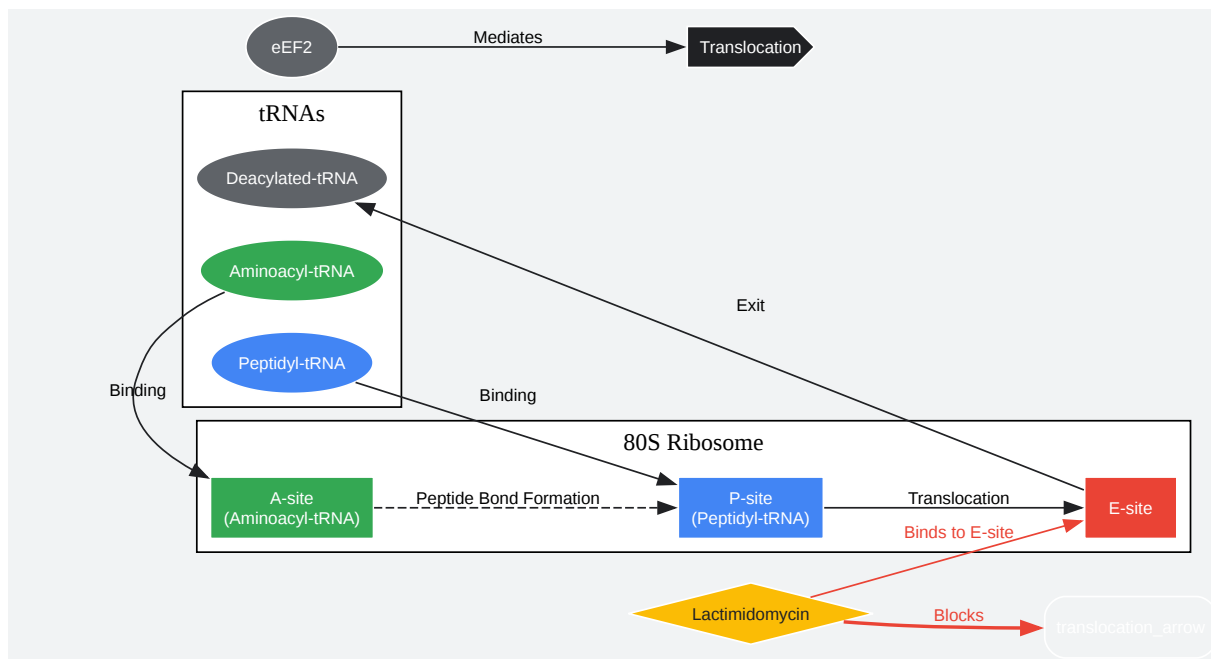 eEF2
Mediates
Translocation
tRNAs
Deacylated-tRNA
Aminoacyl-tRNA
Exit
Peptidyl-tRNA
Binding
Binding
80S Ribosome
A-site
(Aminoacyl-tRNA)
Peptide Bond Formation
P-site
(Peptidyl-tRNA)
Translocation
E-site
Binds to E-site
Lactimidomycin
Blocks
translocation_arrow